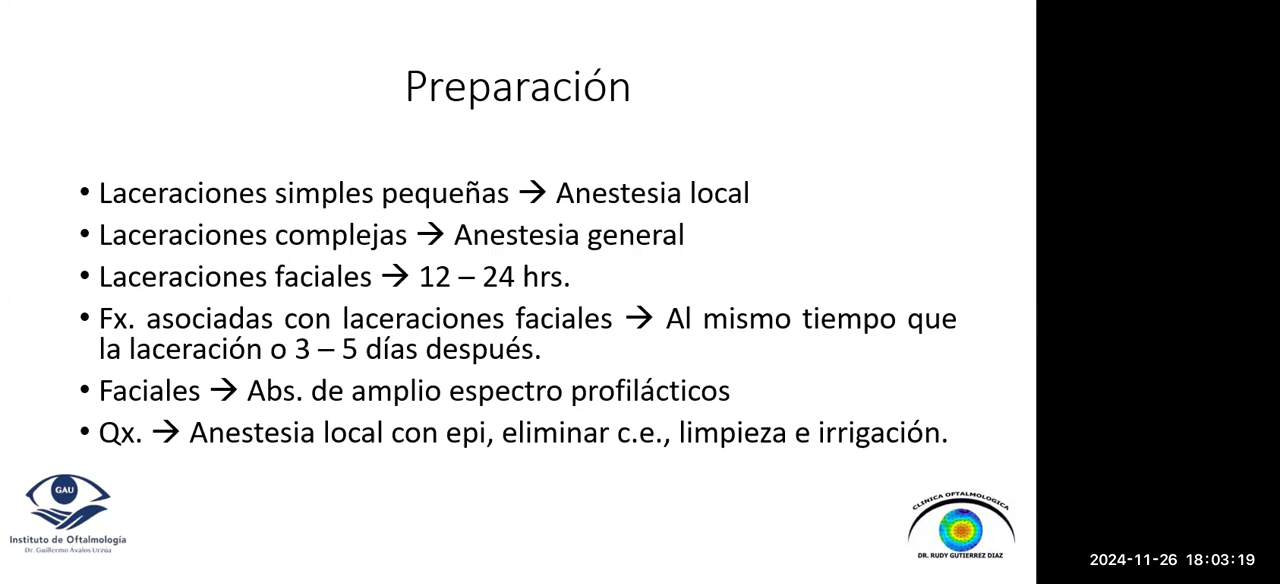 Preparación
• Laceraciones simples pequeñas → Anestesia local
• Laceraciones complejas → Anestesia general
• Laceraciones faciales → 12 – 24 hrs.
• Fx. asociadas con laceraciones faciales → Al mismo tiempo que
la laceración o 3 – 5 días después.
• Faciales → Abs. de amplio espectro profilácticos
• Qx. → Anestesia local con epi, eliminar c.e., limpieza e irrigación.
GAU
Instituto de Oftalmología
Dr. Guillermo Avalos Urzua
CLINICA OFTALMOLOGICA
DR. RUDY GUTIERREZ DIAZ
2024-11-26 18:03:19